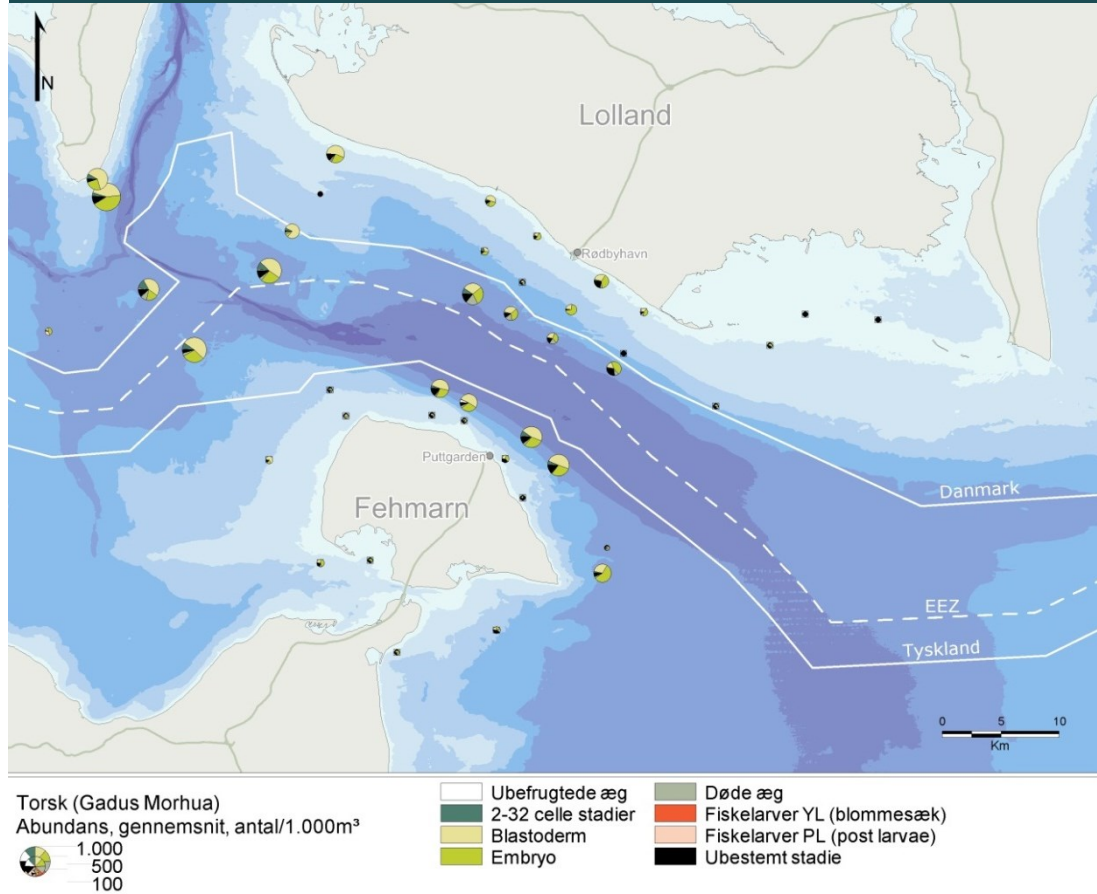 N
Lolland
Rødbyhavn
Puttgarden
Fehmarn
Danmark
EEZ
Tyskland
0 5 10
Km
Torsk (Gadus Morhua)
Abundans, gennemsnit, antal/1.000m³
1.000
500
100
Ubefrugtede æg
2-32 celle stadier
Blastoderm
Embryo
Døde æg
Fiskelarver YL (blommesæk)
Fiskelarver PL (post larvae)
Ubestemt stadie